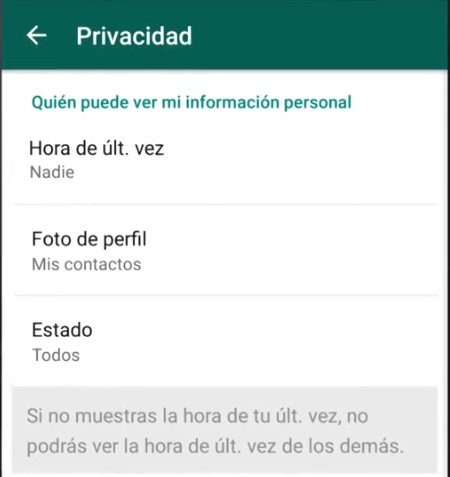 Privacidad
Quién puede ver mi información personal
Hora de últ. vez
Nadie
Foto de perfil
Mis contactos
Estado
Todos
Si no muestras la hora de tu últ. vez, no
podrás ver la hora de últ. vez de los demás.